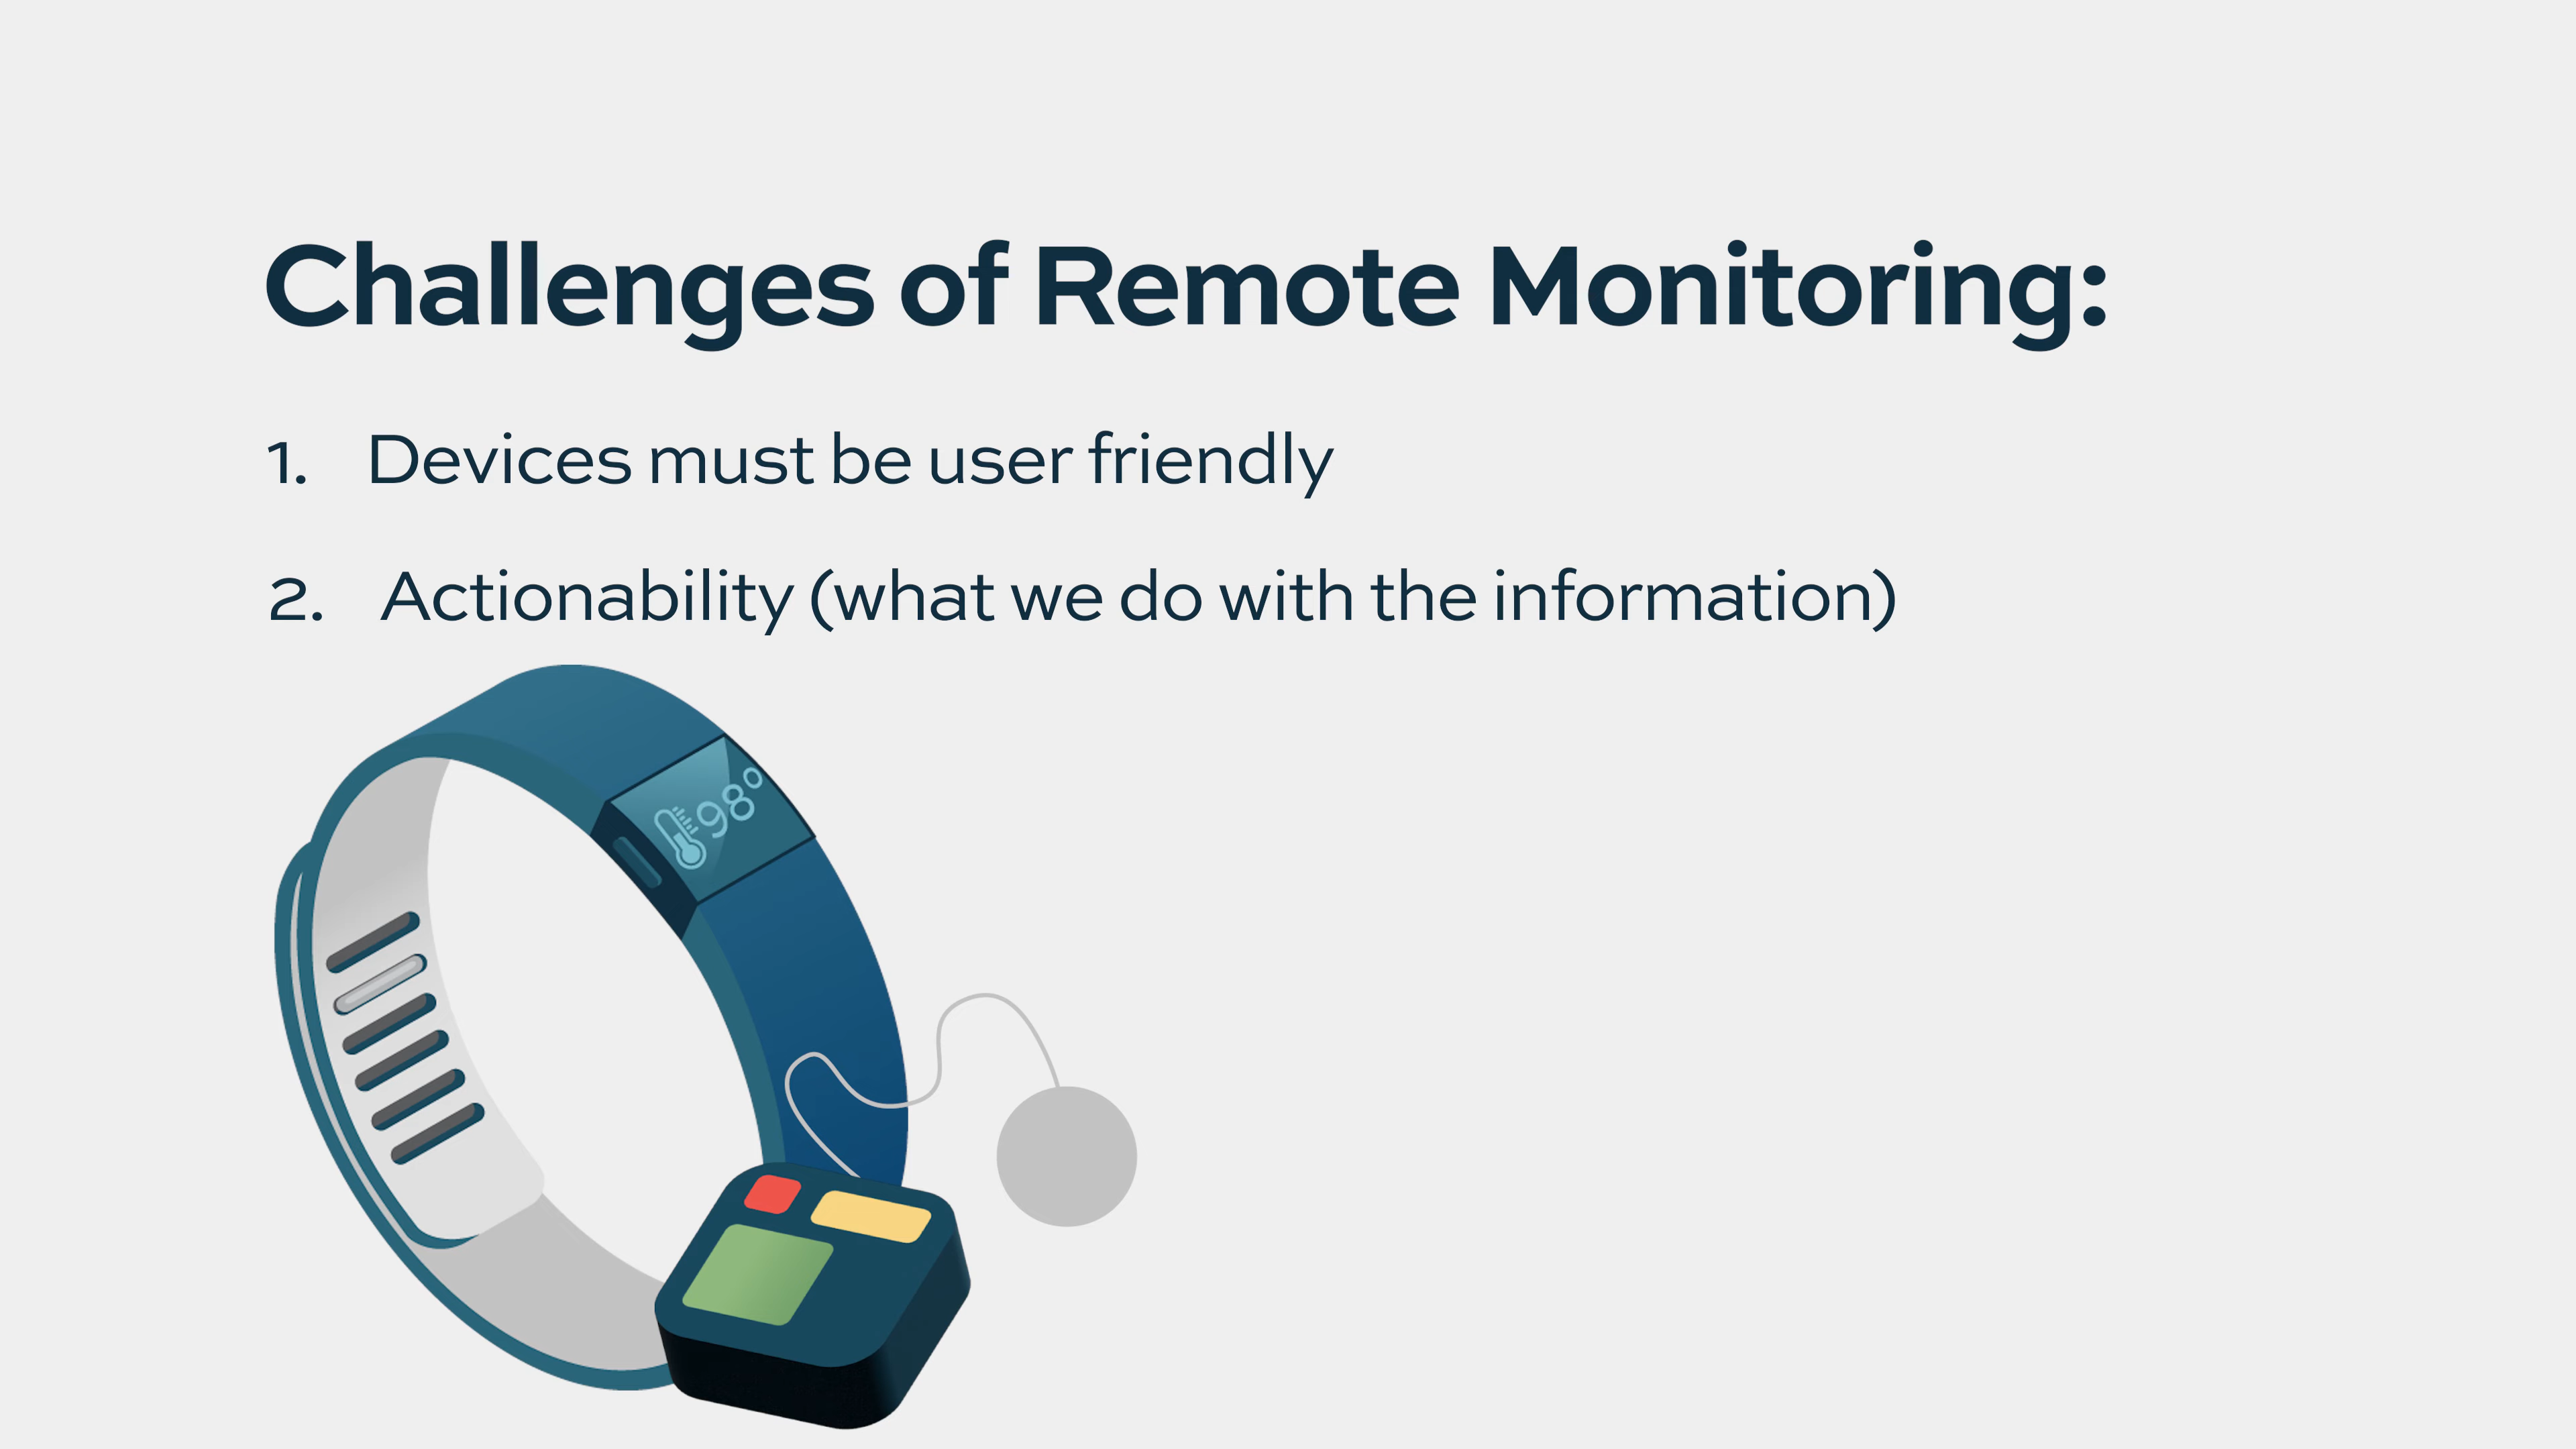 Challenges of Remote Monitoring:
1. Devices must be user friendly
2. Actionability (what we do with the information)
98°